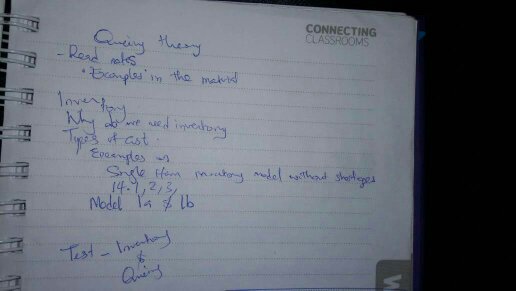 CONNECTING
CLASSROOMS
Queing theory
- Read notes
• Examples in the material
Inventory
Why do we need inventory
Types of cost.
Examples
Single Item inventory model without shortages
14.1, 2, 3,
Model 1a & 1b
Test - Inventory
&
Queing